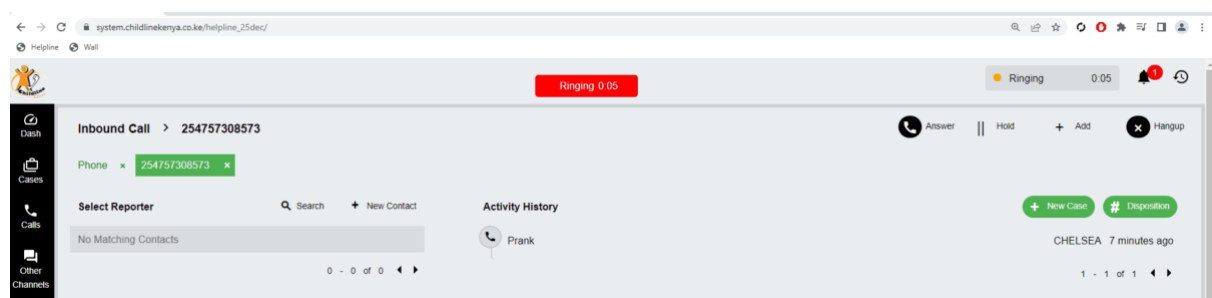 system.childlinekenya.co.ke/helpline_25dec/
Helpline Wall
Ringing 0:05
Ringing 0:05 1
Dash
Inbound Call > 254757308573
Answer || Hold + Add × Hangup
Phone × 254757308573 ×
Cases
Select Reporter Search + New Contact
Activity History + New Case # Disposition
Calls
No Matching Contacts
Prank CHELSEA 7 minutes ago
Other
Channels
0 - 0 of 0
1 - 1 of 1